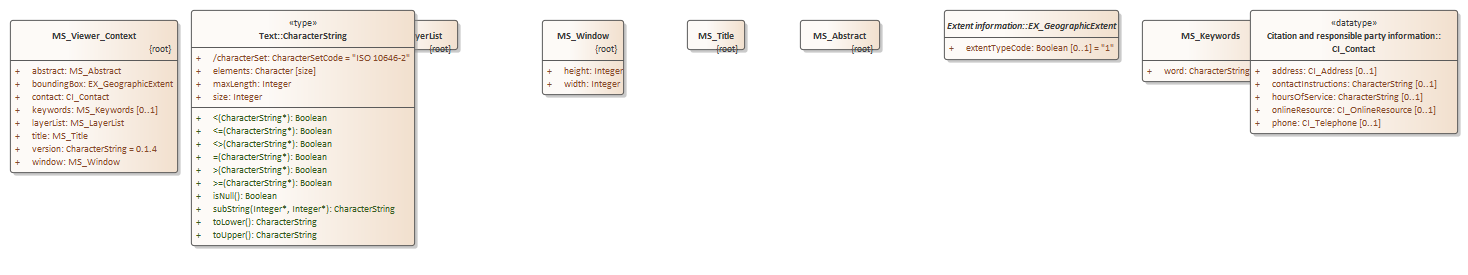 MS_Viewer_Context
{root}
+ abstract: MS_Abstract
+ boundingBox: EX_GeographicExtent
+ contact: CI_Contact
+ keywords: MS_Keywords [0..1]
+ layerList: MS_LayerList
+ title: MS_Title
+ version: CharacterString = 0.1.4
+ window: MS_Window
«type»
Text::CharacterString
+ /characterSet: CharacterSetCode = "ISO 10646-2"
+ elements: Character [size]
+ maxLength: Integer
+ size: Integer
+ <(CharacterString*): Boolean
+ <=(CharacterString*): Boolean
+ <>(CharacterString*): Boolean
+ =(CharacterString*): Boolean
+ >(CharacterString*): Boolean
+ >=(CharacterString*): Boolean
+ isNull(): Boolean
+ subString(Integer*, Integer*): CharacterString
+ toLower(): CharacterString
+ toUpper(): CharacterString
yerList
{root}
MS_Window
{root}
+ height: Integer
+ width: Integer
MS_Title
{root}
MS_Abstract
{root}
Extent information::EX_GeographicExtent
+ extentTypeCode: Boolean [0..1] = "1"
MS_Keywords
+ word: CharacterString
«datatype»
Citation and responsible party information::
CI_Contact
+ address: CI_Address [0..1]
+ contactInstructions: CharacterString [0..1]
+ hoursOfService: CharacterString [0..1]
+ onlineResource: CI_OnlineResource [0..1]
+ phone: CI_Telephone [0..1]